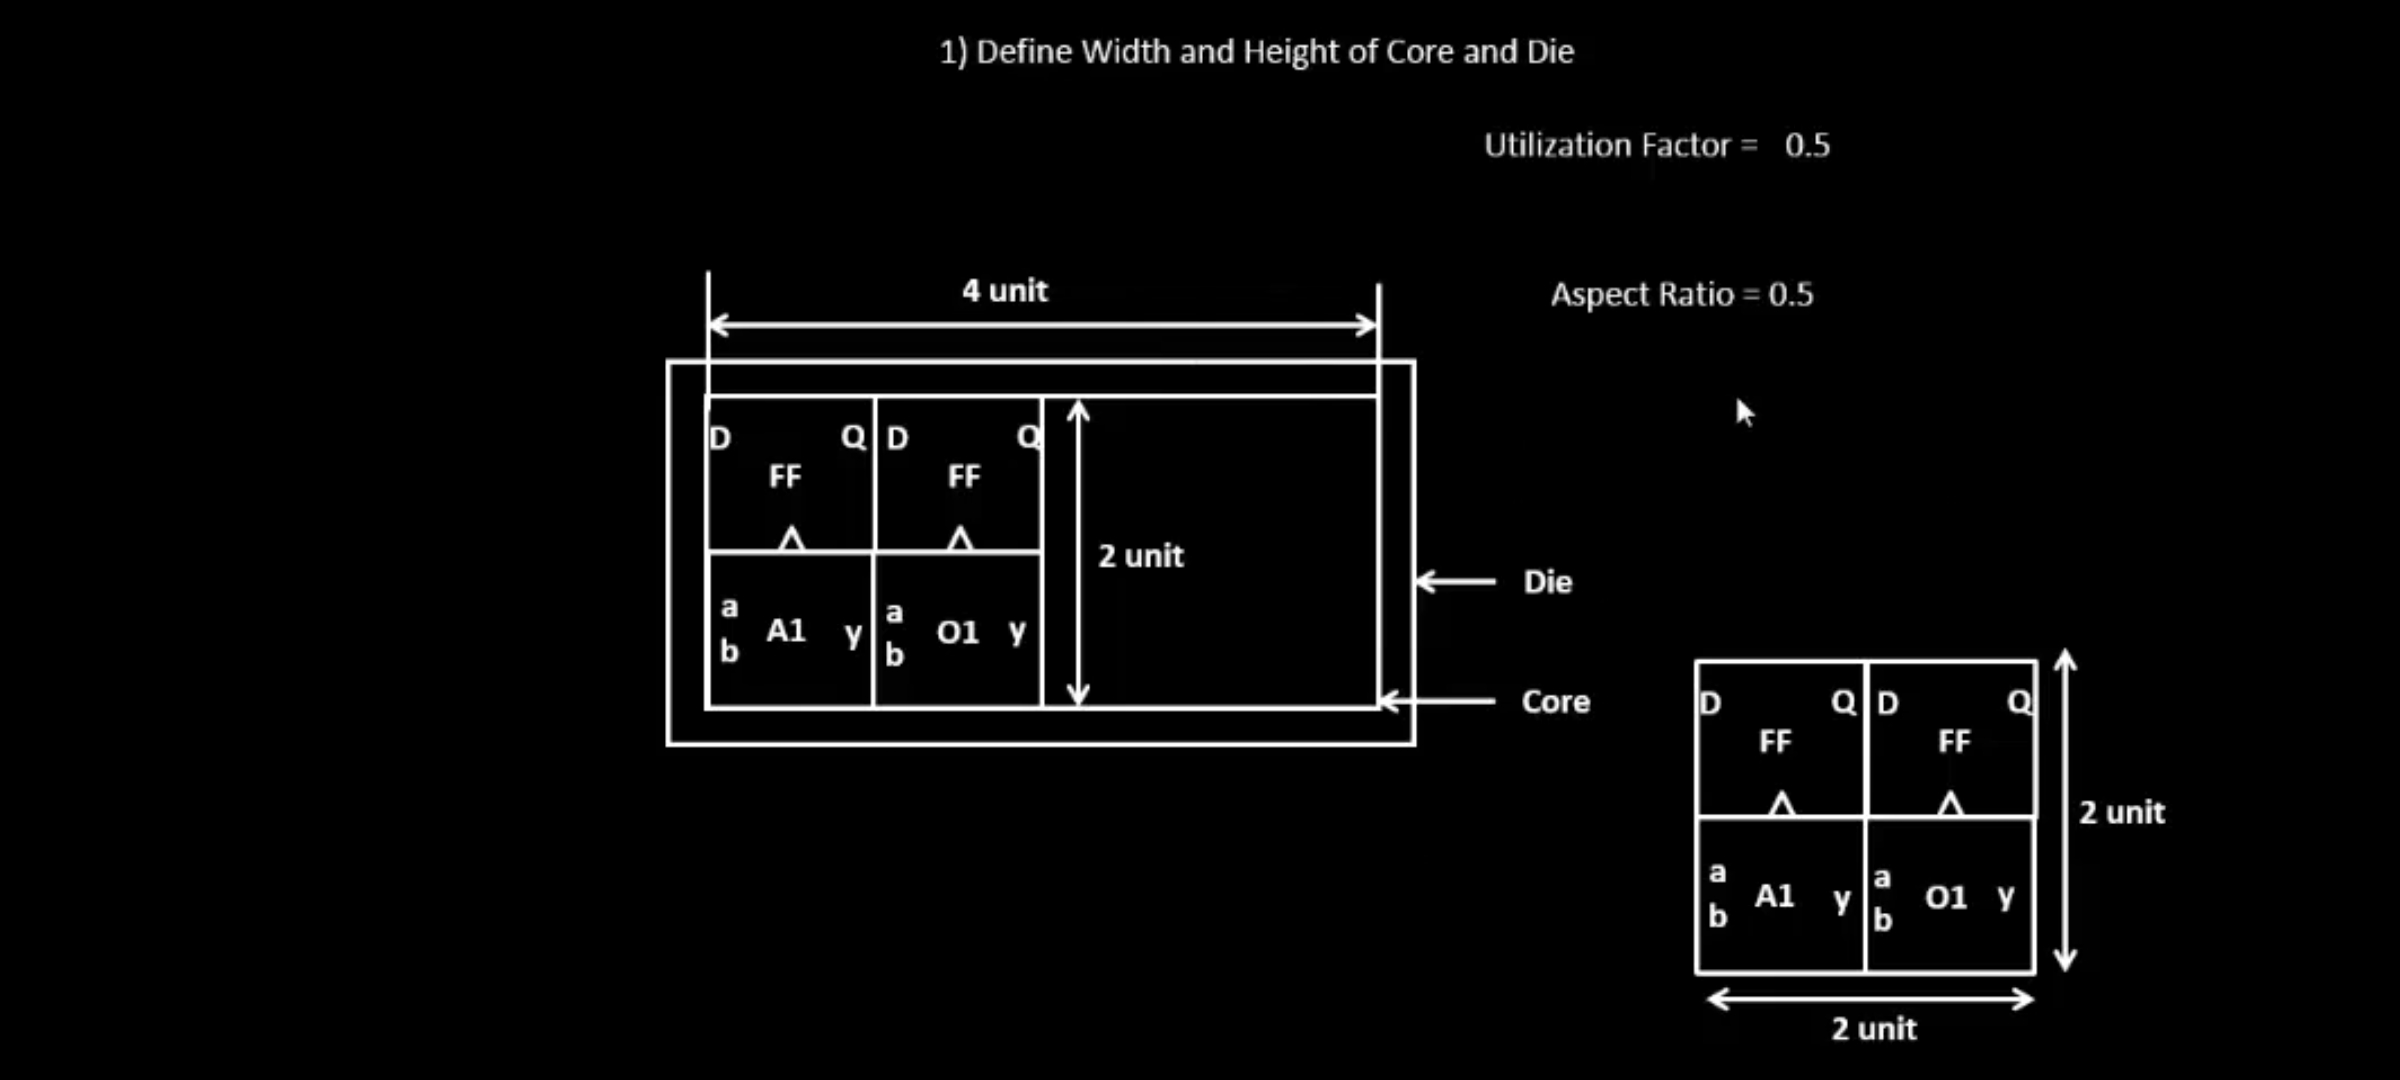 1) Define Width and Height of Core and Die
Utilization Factor = 0.5
4 unit
Aspect Ratio = 0.5
D Q D Q
FF FF
2 unit
Die
a A1 y a O1 y
b b
Core
D Q D Q
FF FF
2 unit
a A1 y a O1 y
b b
2 unit